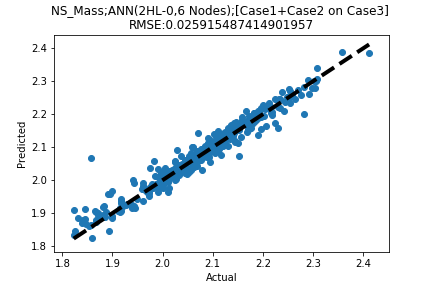 NS_Mass;ANN(2HL-0,6 Nodes);[Case1+Case2 on Case3]
RMSE:0.025915487414901957
2.4
2.3
2.2
2.1
2.0
1.9
1.8
Predicted
1.8 1.9 2.0 2.1 2.2 2.3 2.4
Actual